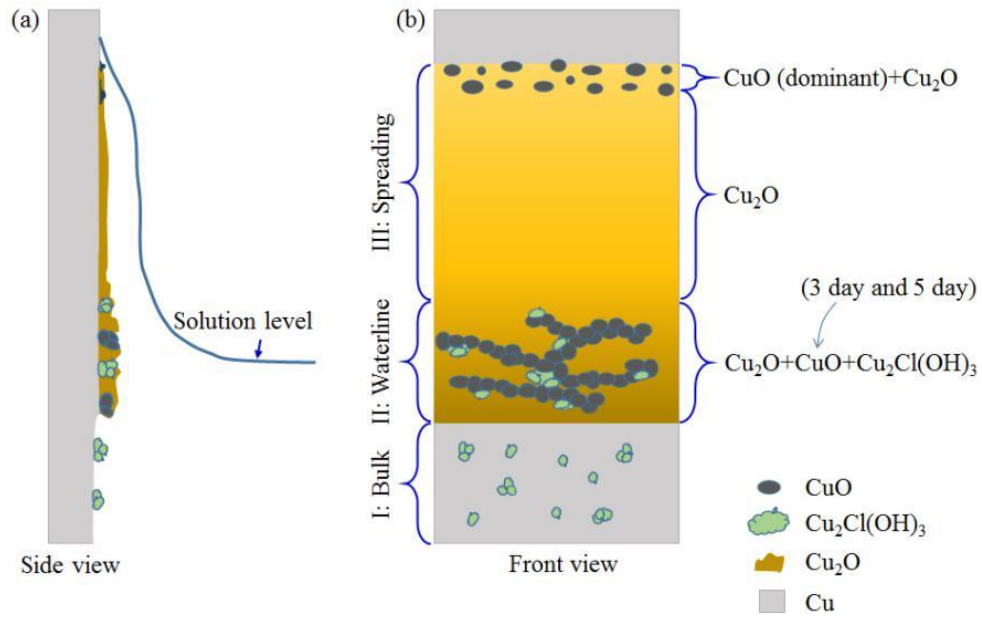 (a)
Solution level
Side view
(b)
III: Spreading
II: Waterline
I: Bulk
Front view
CuO (dominant)+Cu₂O
Cu₂O
(3 day and 5 day)
Cu₂O+CuO+Cu₂Cl(OH)₃
CuO
Cu₂Cl(OH)₃
Cu₂O
Cu